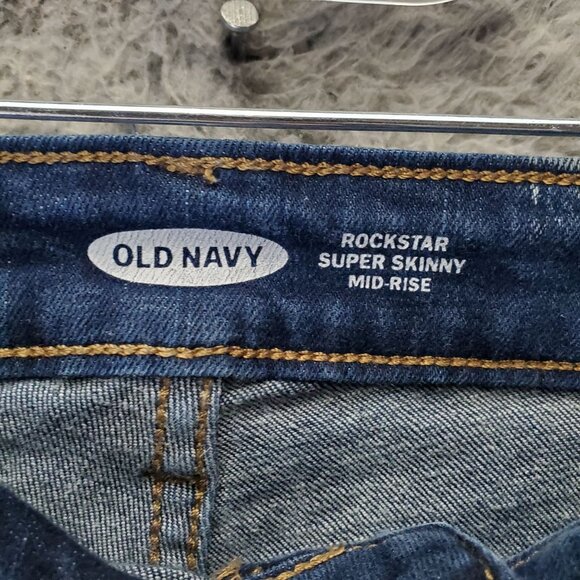 OLD NAVY
ROCKSTAR
SUPER SKINNY
MID-RISE